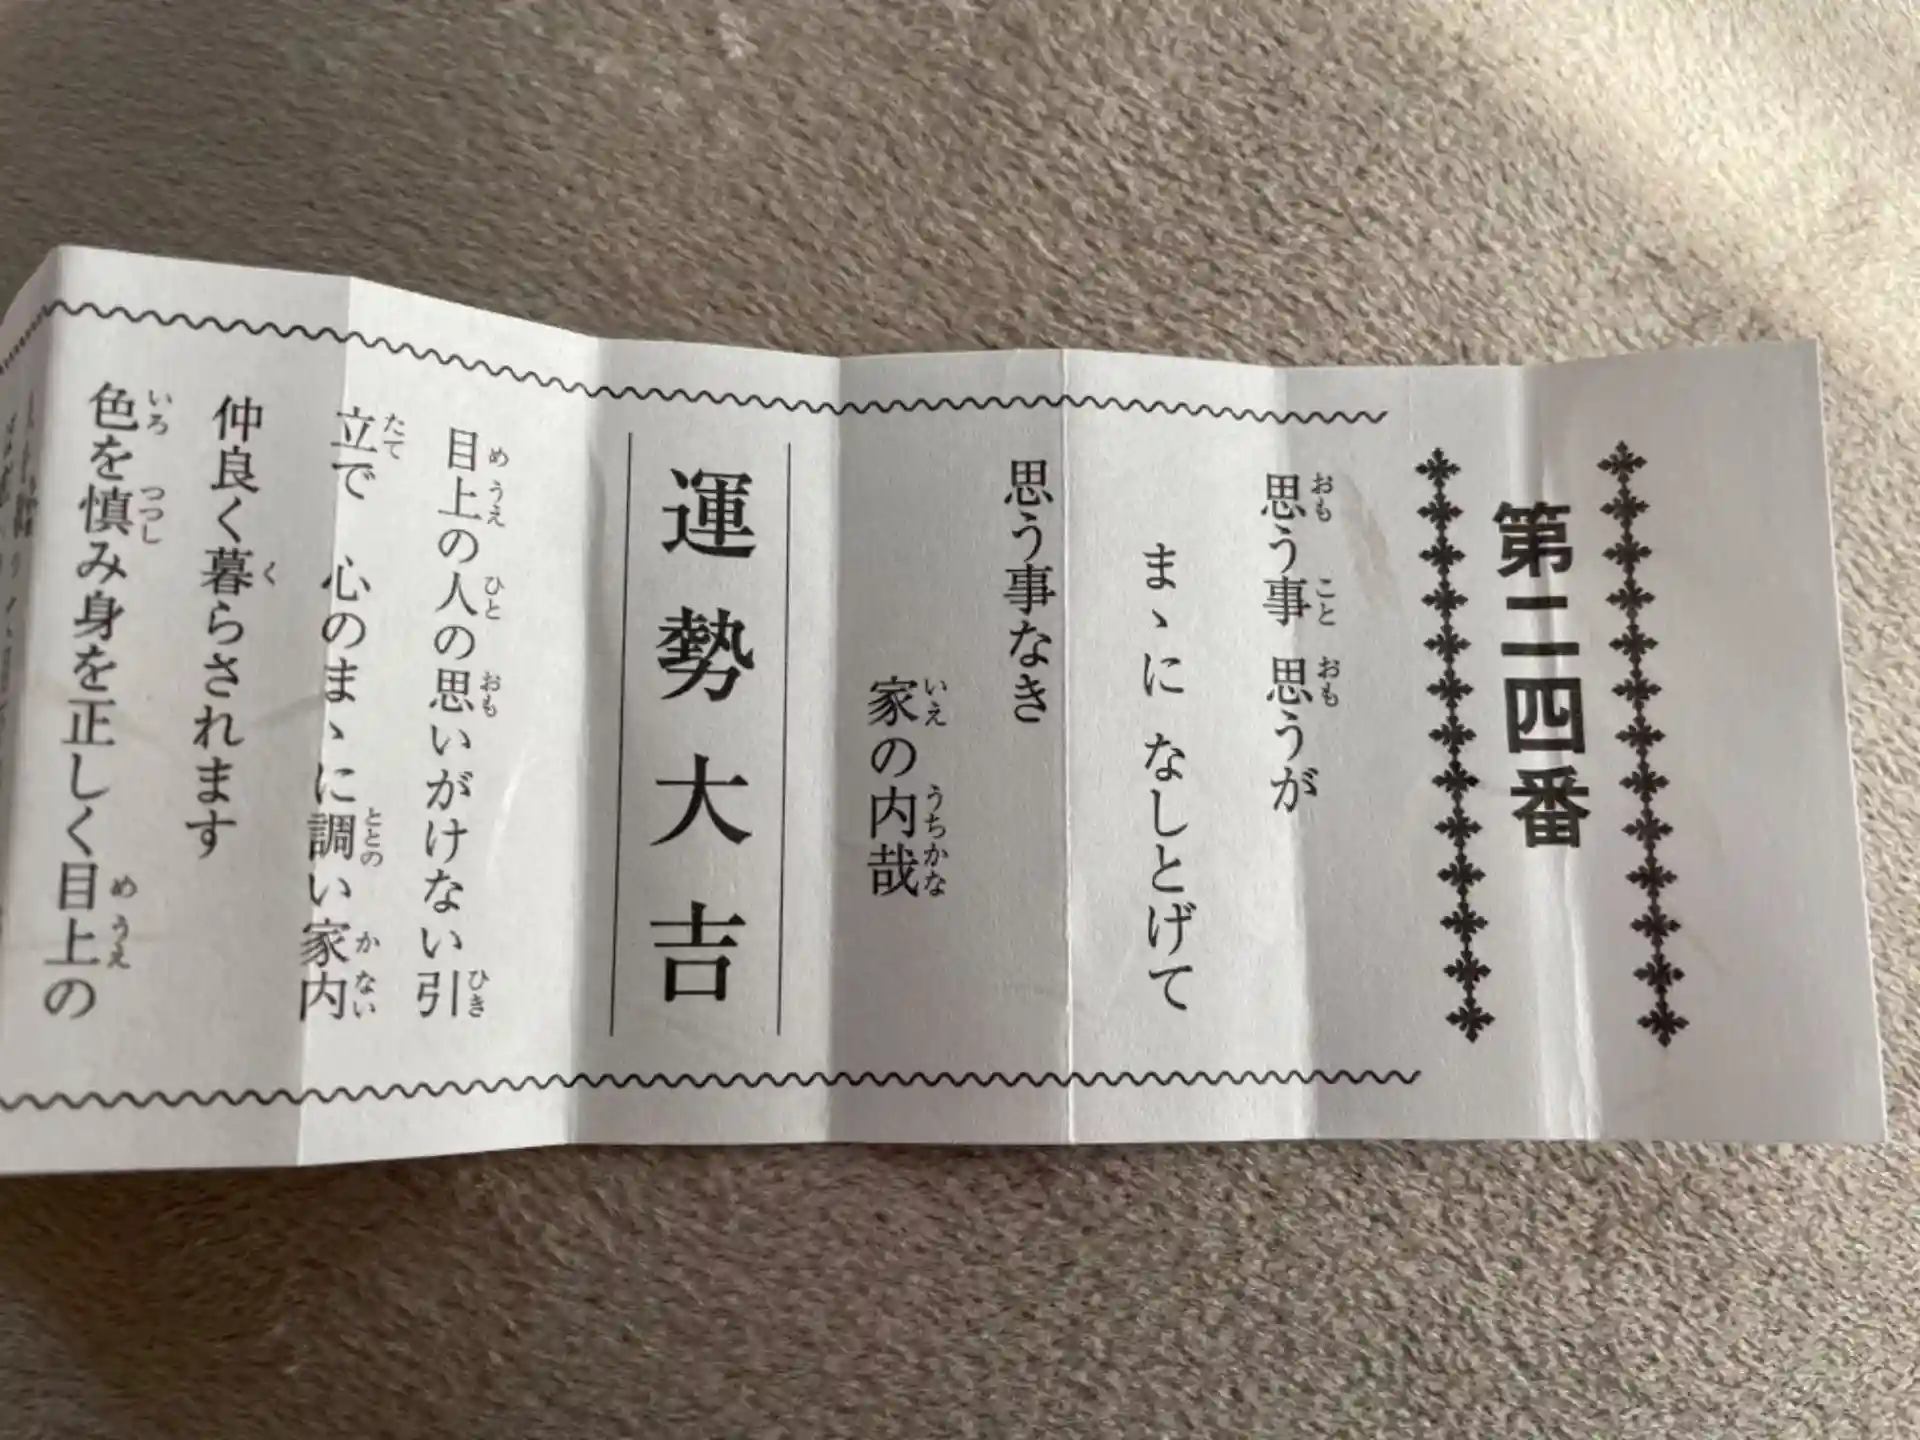 第二四番
思う事 思うが
まゝに なしとげて
思う事なき
家の内哉
運勢大吉
目上の人の思いがけない引
立で 心のまゝに調い家内
仲良く暮らされます
色を慎み身を正しく目上の